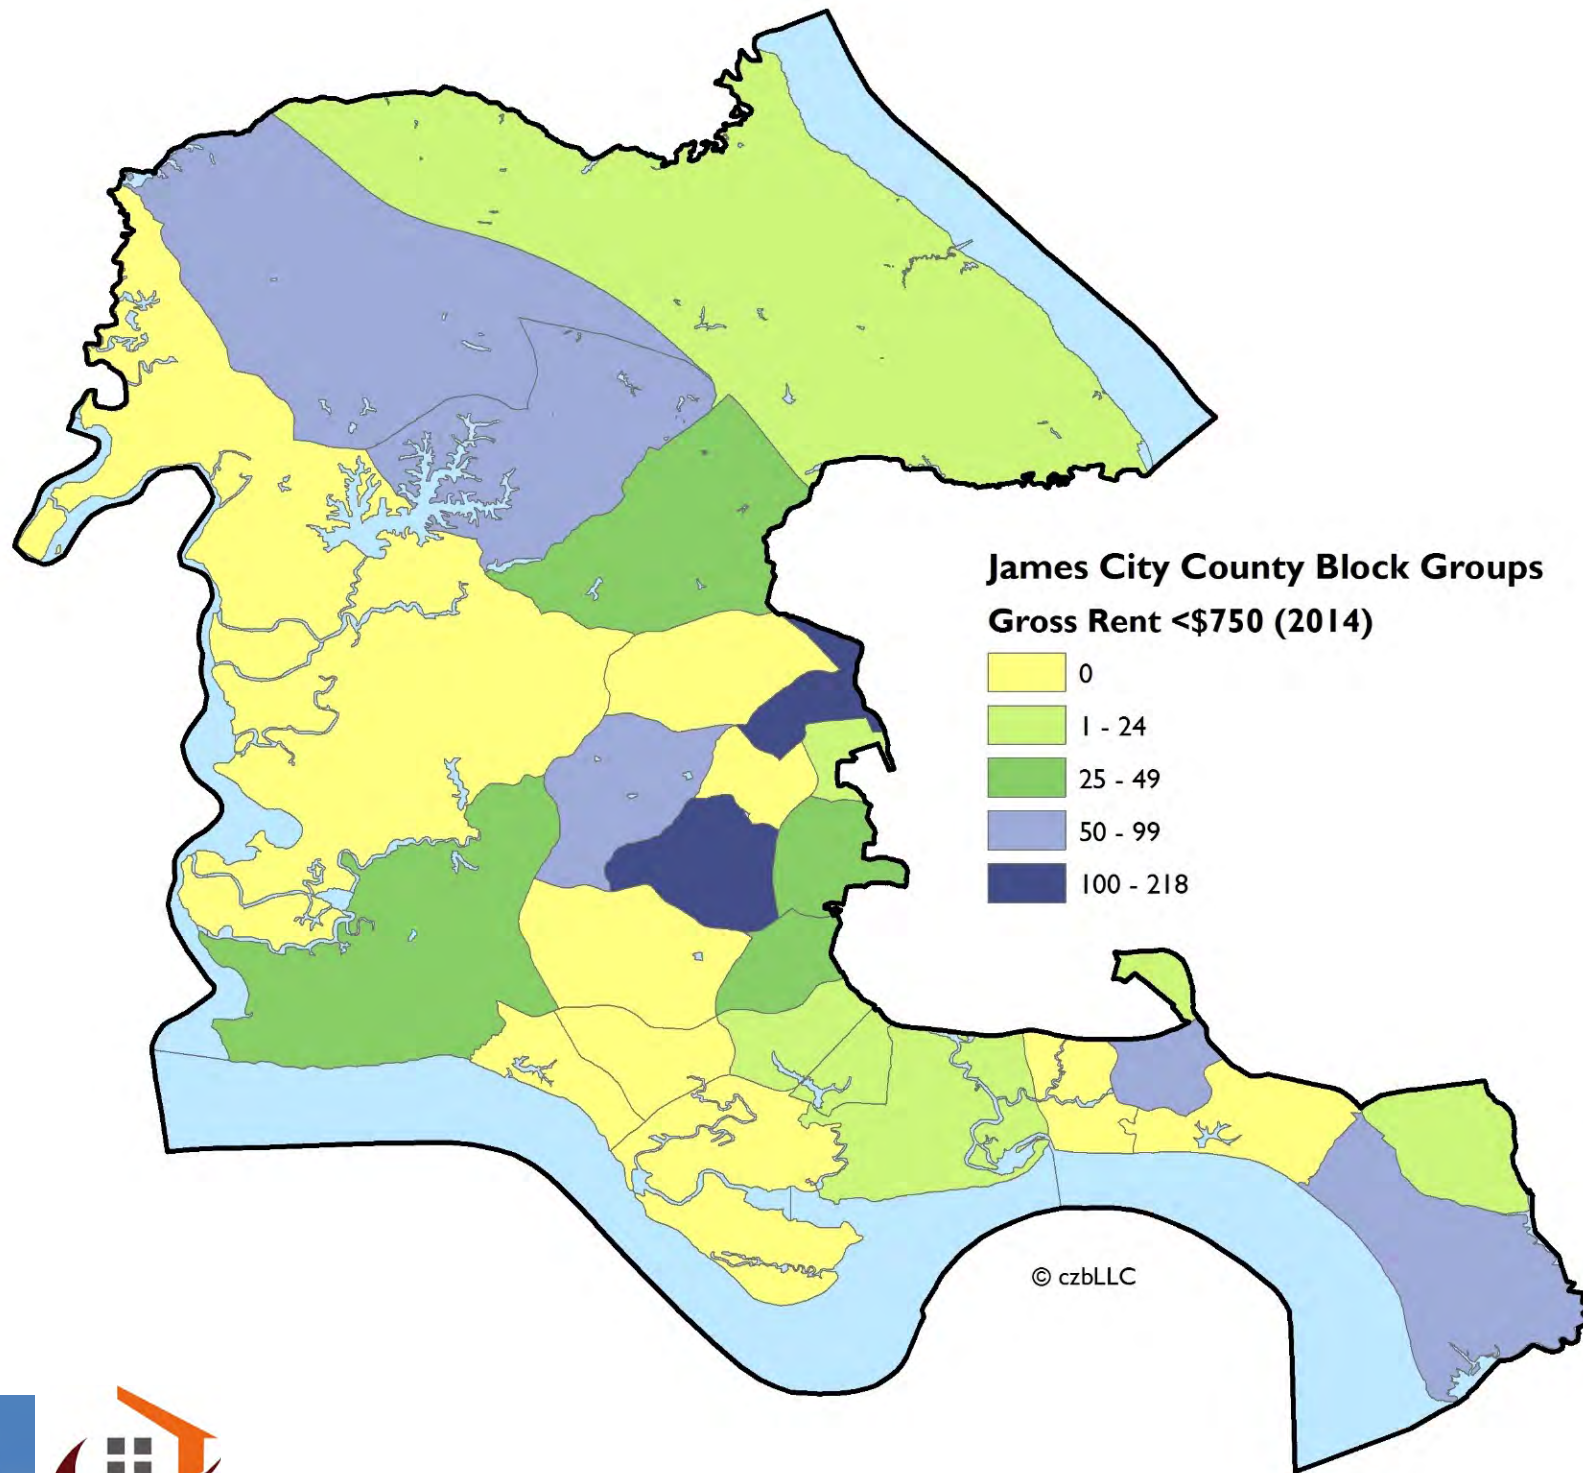 James City County Block Groups
Gross Rent <$750 (2014)
0
1 - 24
25 - 49
50 - 99
100 - 218
© czbLLC